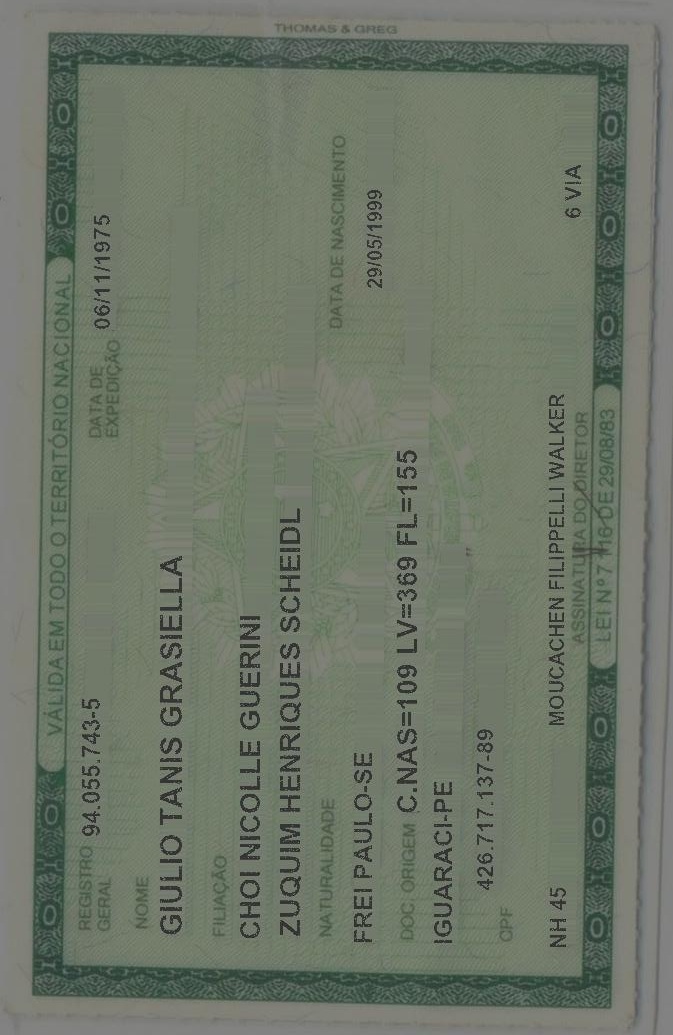 THOMAS & GREG
VÁLIDA EM TODO O TERRITÓRIO NACIONAL
REGISTRO GERAL 94.055.743-5 DATA DE EXPEDIÇÃO 06/11/1975
NOME
GIULIO TANIS GRASIELLA
FILIAÇÃO
CHOI NICOLLE GUERINI
ZUQUIM HENRIQUES SCHEIDL
NATURALIDADE DATA DE NASCIMENTO
FREI PAULO-SE 29/05/1999
DOC. ORIGEM C.NAS=109 LV=369 FL=155
IGUARACI-PE
CPF 426.717.137-89
NH 45 MOUCACHEN FILIPPELLI WALKER 6 VIA
ASSINATURA DO DIRETOR
LEI Nº 7 116 DE 29/08/83